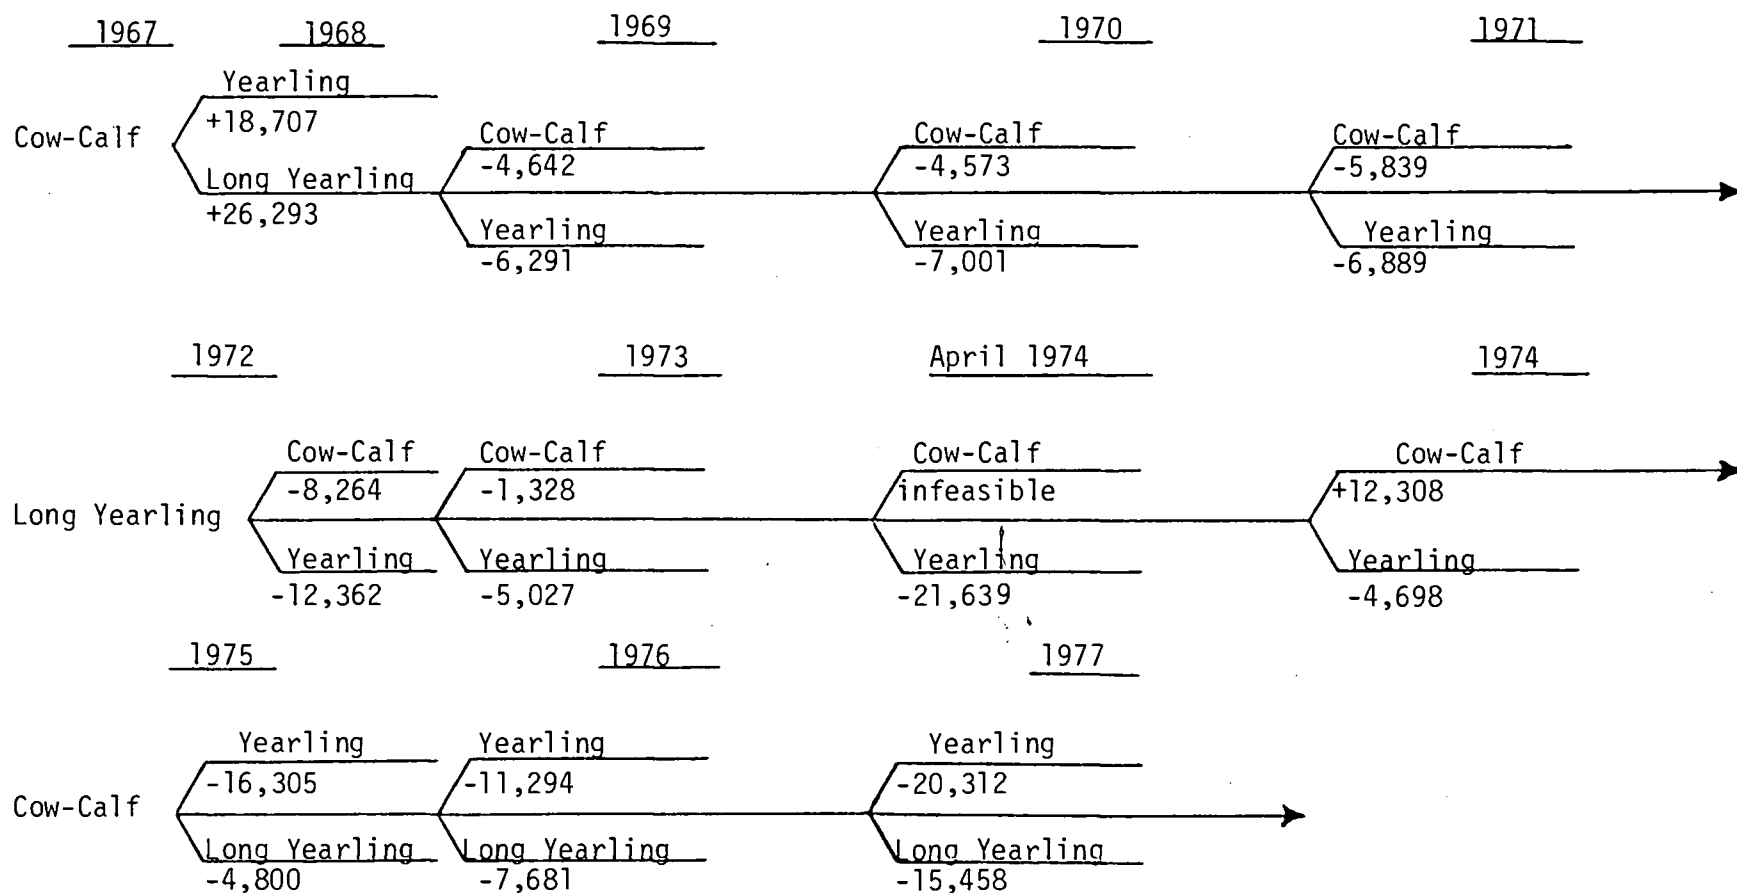 1967 1968 1969 1970 1971
Yearling
+18,707
Cow-Calf Cow-Calf Cow-Calf Cow-Calf
Long Yearling -4,642 -4,573 -5,839
+26,293 Yearling Yearling Yearling
-6,291 -7,001 -6,889
1972 1973 April 1974 1974
Cow-Calf Cow-Calf Cow-Calf Cow-Calf
-8,264 -1,328 infeasible +12,308
Long Yearling
Yearling Yearling Yearling Yearling
-12,362 -5,027 -21,639 -4,698
1975 1976 1977
Yearling Yearling Yearling
-16,305 -11,294 -20,312
Cow-Calf
Long Yearling Long Yearling Long Yearling
-4,800 -7,681 -15,458